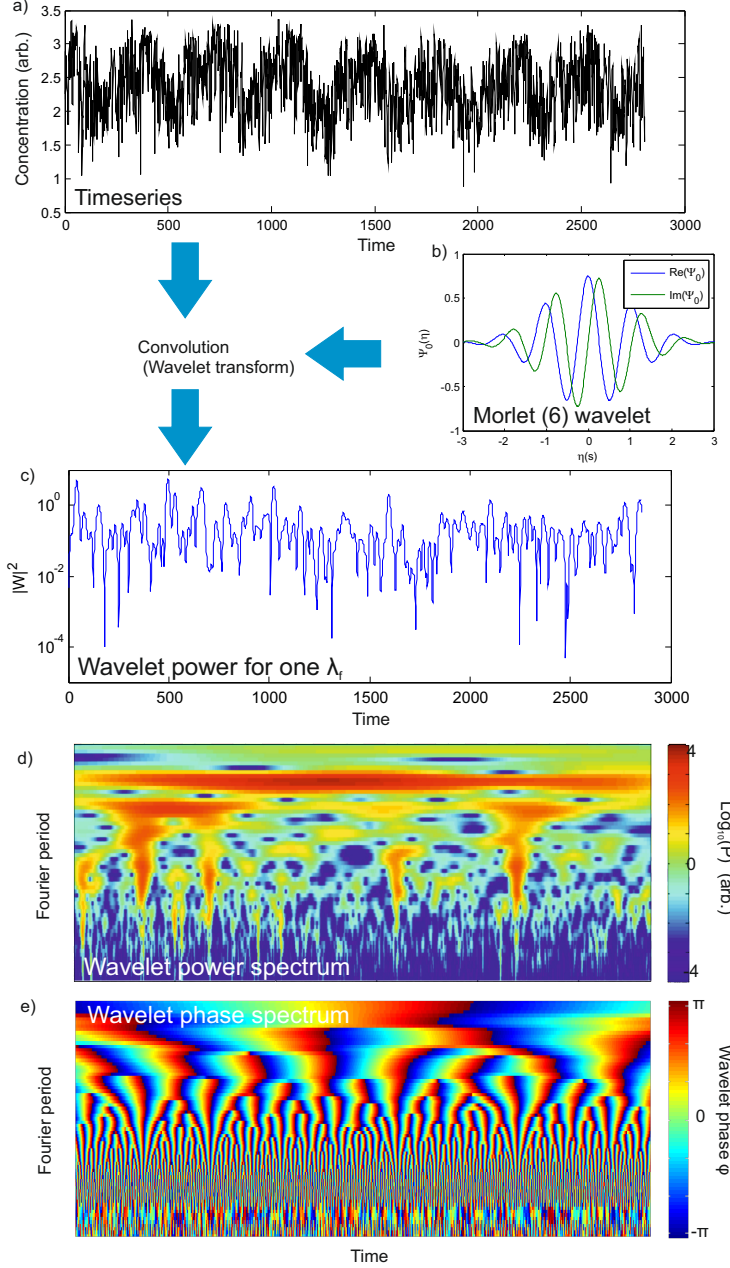 a)
3.5
3
2.5
2
1.5
1
0.5
Concentration (arb.)
Timeseries
0 500 1000 1500 2000 2500 3000
Time
b)
1
0.5
0
-0.5
-1
Ψ₀(η)
Re(Ψ₀)
Im(Ψ₀)
Morlet (6) wavelet
-3 -2 -1 0 1 2 3
η(s)
Convolution
(Wavelet transform)
c)
10⁰
10⁻²
10⁻⁴
|W|²
Wavelet power for one λf
0 500 1000 1500 2000 2500 3000
Time
d)
Fourier period
Wavelet power spectrum
4
0
-4
(arb.)
e)
Wavelet phase spectrum
Fourier period
Time
π
0
-π
Wavelet phase φ